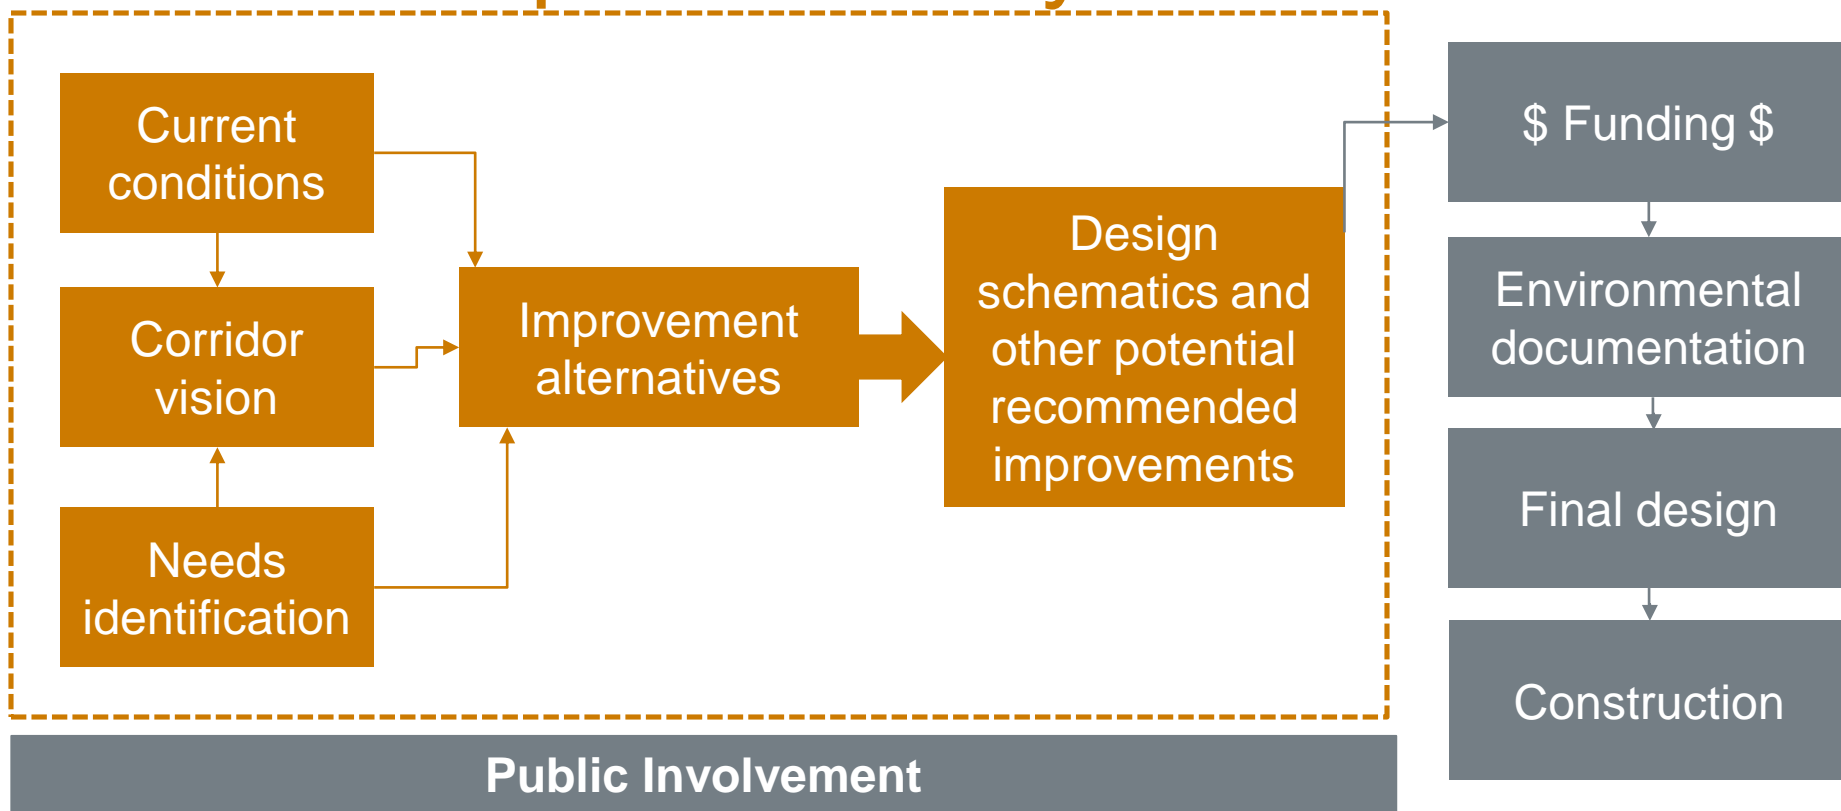 Current
conditions
Corridor
vision
Needs
identification
Improvement
alternatives
Design
schematics and
other potential
recommended
improvements
$ Funding $
Environmental
documentation
Final design
Construction
Public Involvement